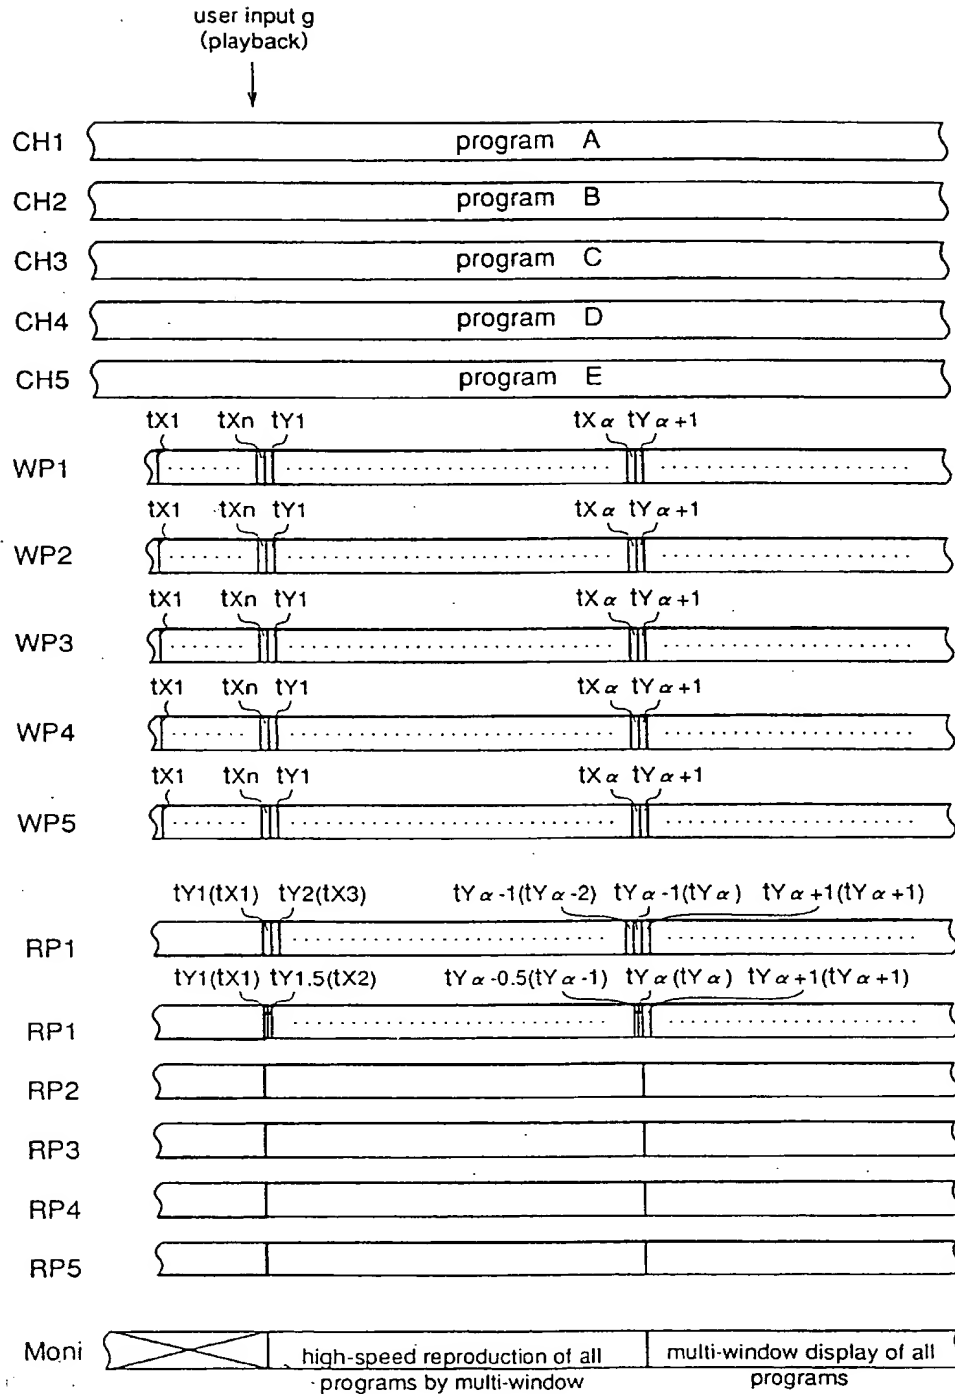 user input g
(playback)
CH1 program A
CH2 program B
CH3 program C
CH4 program D
CH5 program E
tX1 tXn tY1 tXα tYα+1
WP1
tX1 tXn tY1 tXα tYα+1
WP2
tX1 tXn tY1 tXα tYα+1
WP3
tX1 tXn tY1 tXα tYα+1
WP4
tX1 tXn tY1 tXα tYα+1
WP5
tY1(tX1) tY2(tX3) tYα-1(tYα-2) tYα-1(tYα) tYα+1(tYα+1)
RP1
tY1(tX1) tY1.5(tX2) tYα-0.5(tYα-1) tYα(tYα) tYα+1(tYα+1)
RP1
RP2
RP3
RP4
RP5
Moni high-speed reproduction of all multi-window display of all
programs by multi-window programs